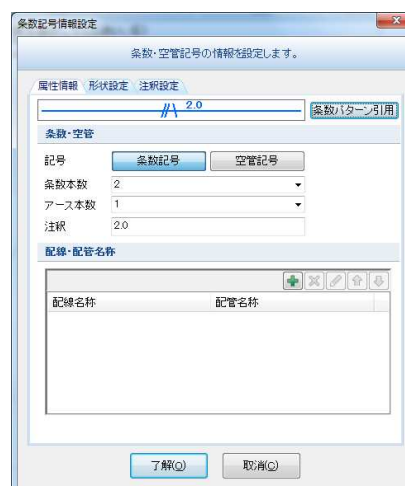 条数記号情報設定
条数・空管記号の情報を設定します。
属性情報 形状設定 注釈設定
2.0
条数パターン引用
条数・空管
記号 条数記号 空管記号
条数本数 2
アース本数 1
注釈 2.0
配線・配管名称
配線名称 配管名称
了解(O) 取消(C)